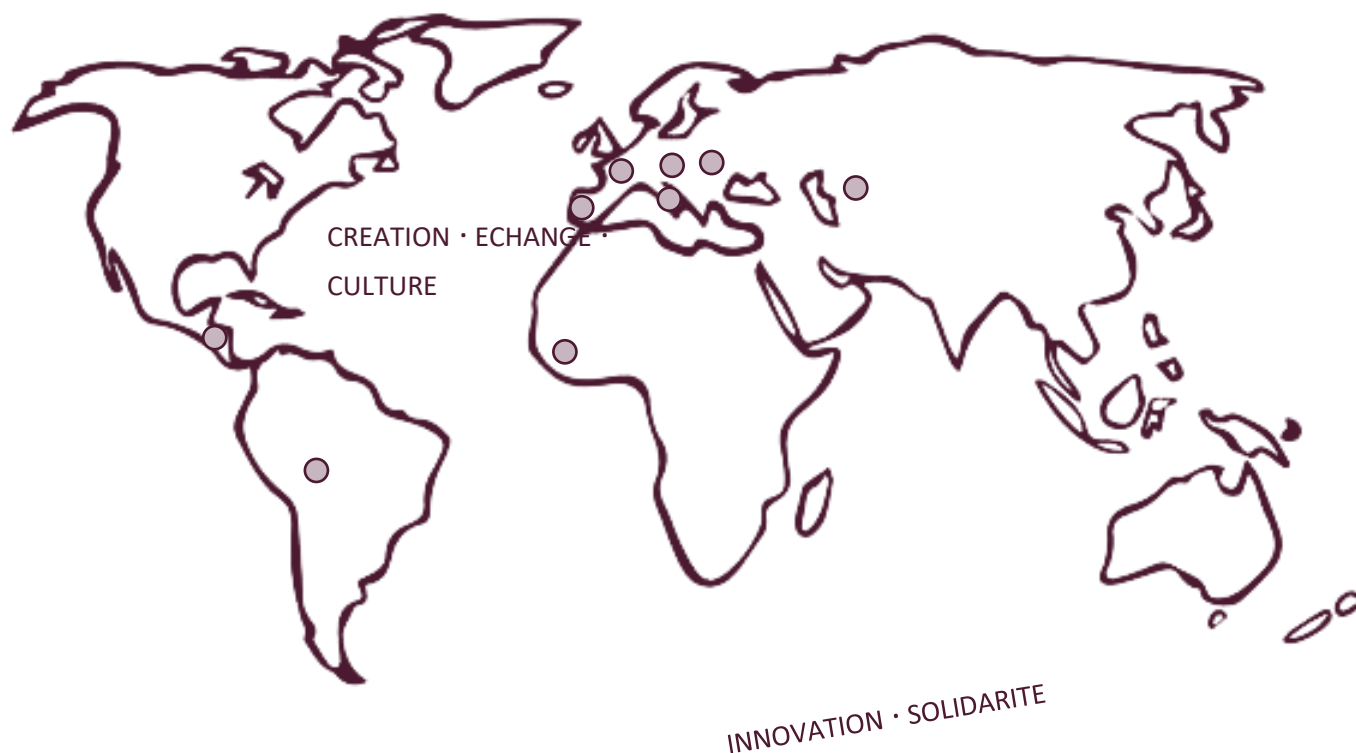 CREATION · ECHANGE ·
CULTURE
INNOVATION · SOLIDARITE